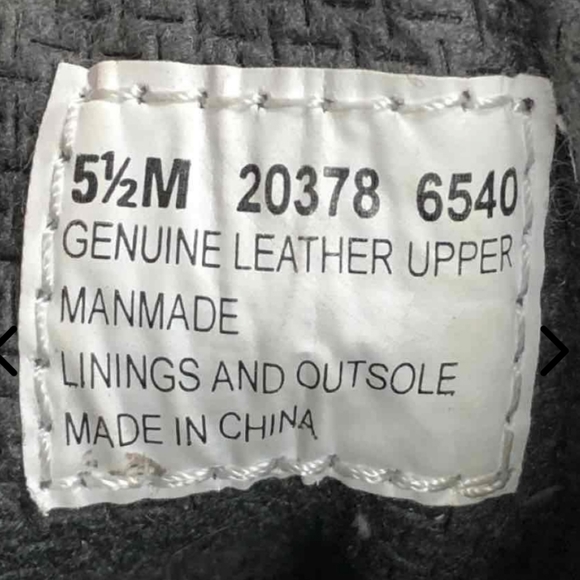 5½M 20378 6540
GENUINE LEATHER UPPER
MANMADE
LININGS AND OUTSOLE
MADE IN CHINA